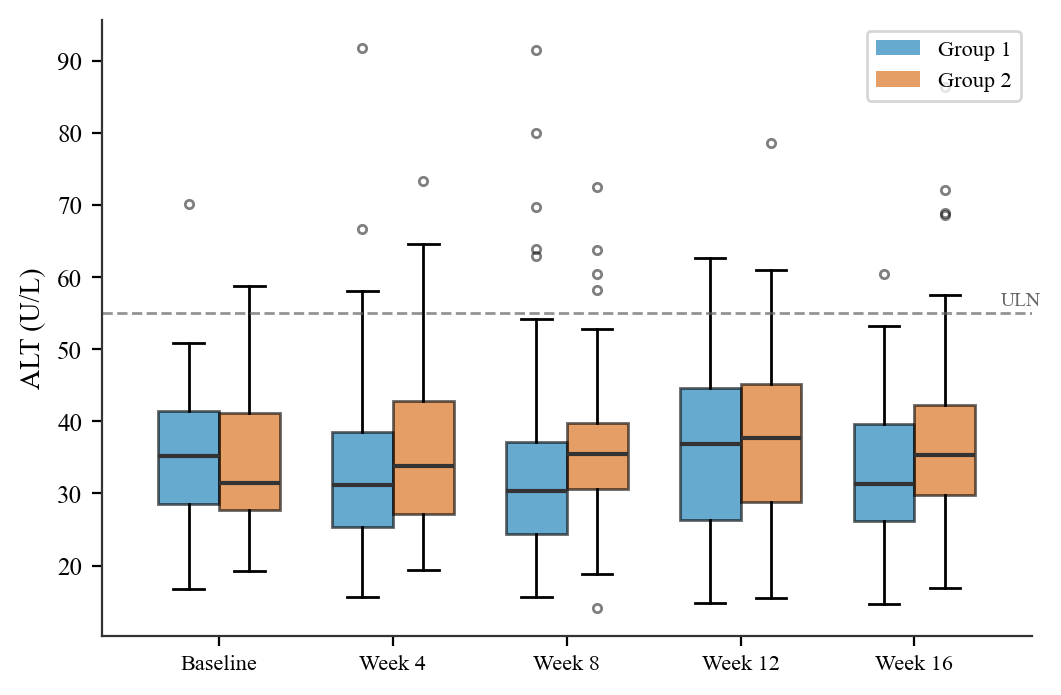 90
80
70
60
50
40
30
20
ALT (U/L)
Group 1
Group 2
ULN
Baseline
Week 4
Week 8
Week 12
Week 16